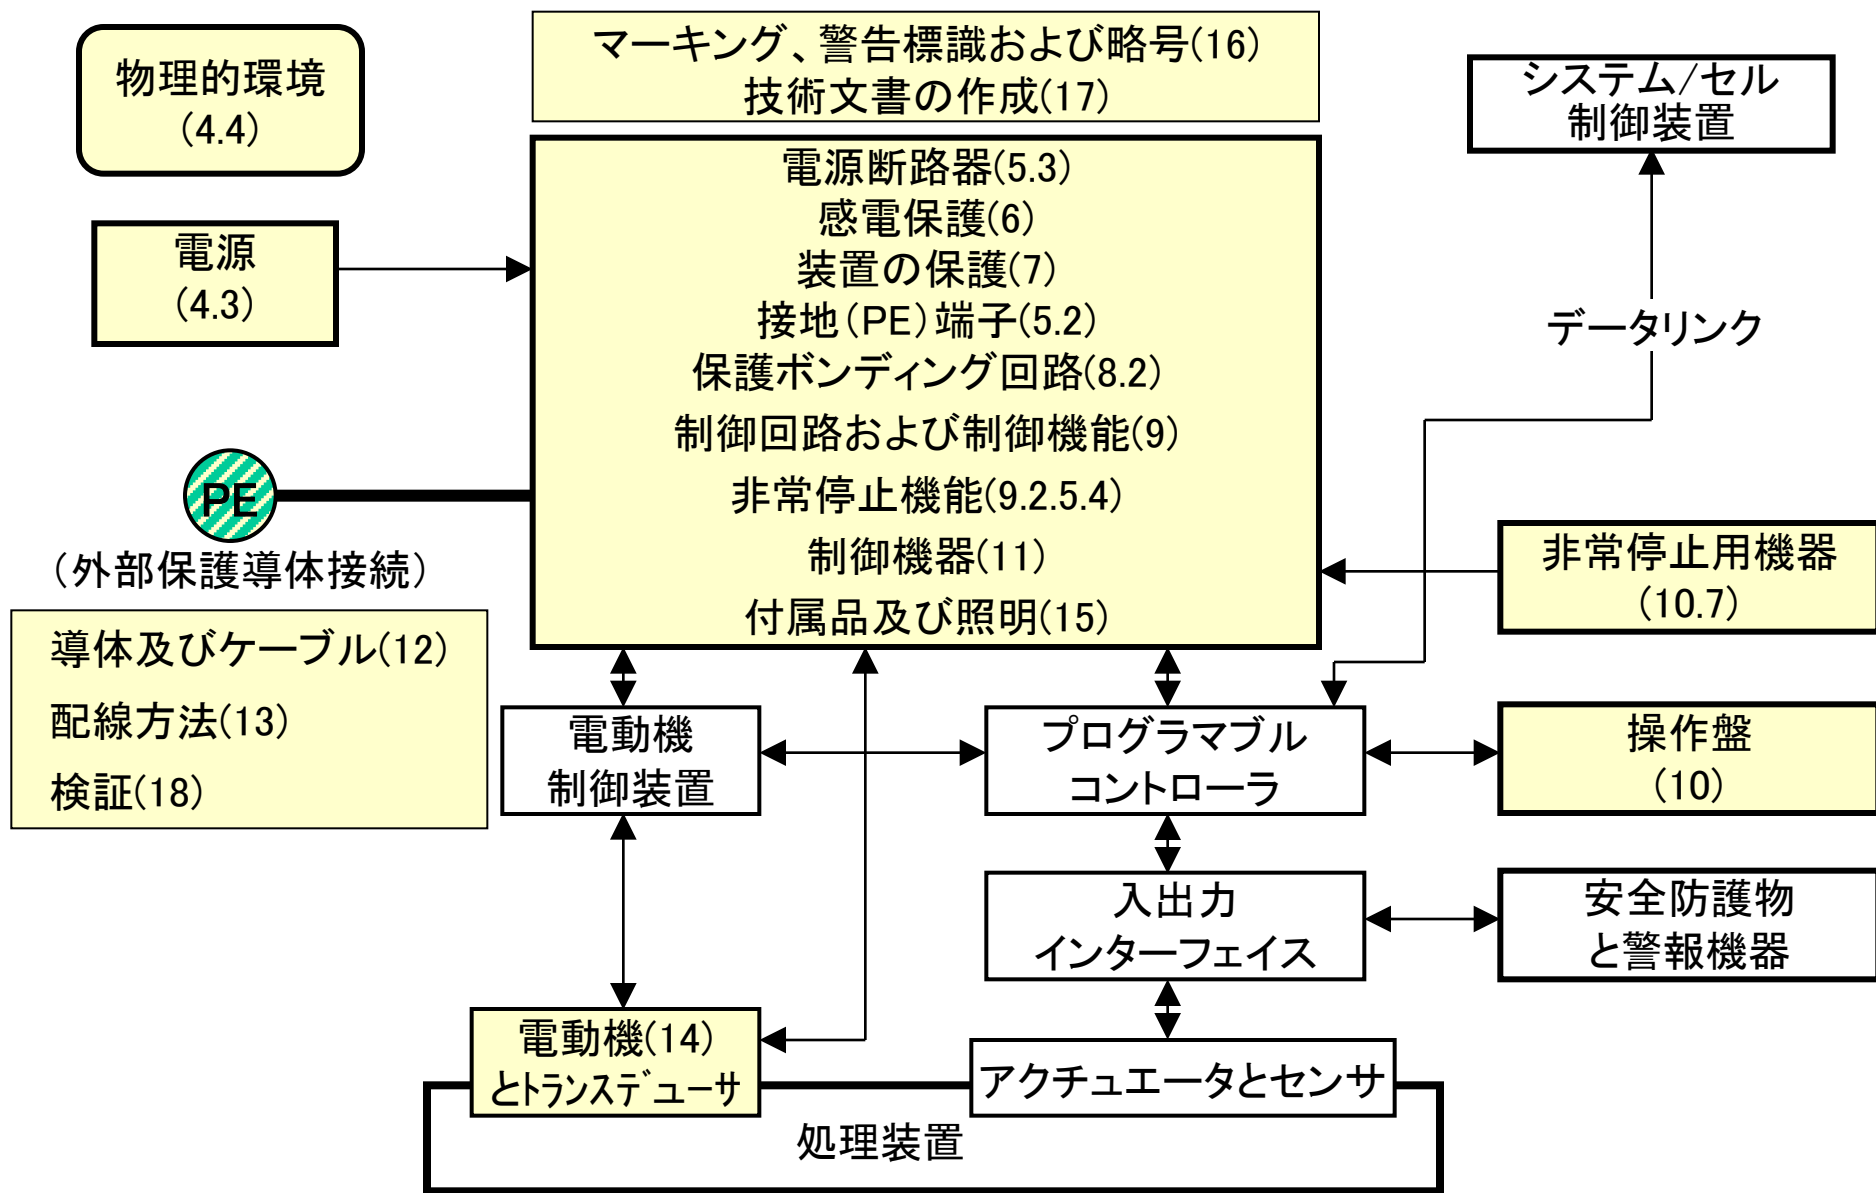 物理的環境
(4.4)
マーキング、警告標識および略号(16)
技術文書の作成(17)
システム/セル
制御装置
電源
(4.3)
電源断路器(5.3)
感電保護(6)
装置の保護(7)
接地(PE)端子(5.2)
保護ボンディング回路(8.2)
制御回路および制御機能(9)
非常停止機能(9.2.5.4)
制御機器(11)
付属品及び照明(15)
データリンク
PE
(外部保護導体接続)
非常停止用機器
(10.7)
導体及びケーブル(12)
配線方法(13)
検証(18)
電動機
制御装置
プログラマブル
コントローラ
操作盤
(10)
入出力
インターフェイス
安全防護物
と警報機器
電動機(14)
とトランスデューサ
アクチュエータとセンサ
処理装置